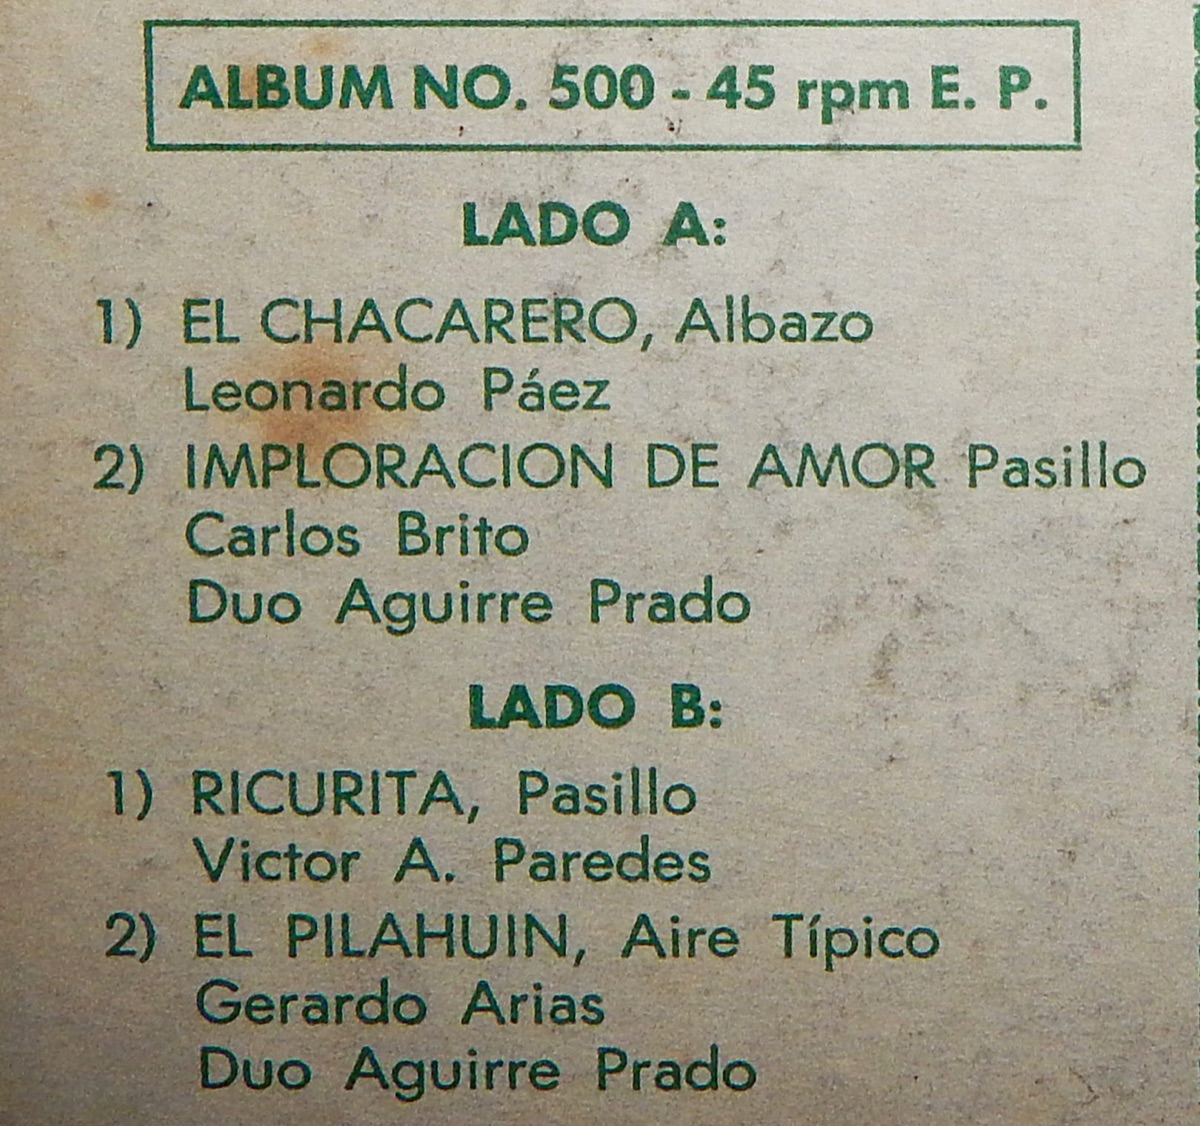 ALBUM NO. 500 - 45 rpm E. P.
LADO A:
1) EL CHACARERO, Albazo
Leonardo Páez
2) IMPLORACION DE AMOR Pasillo
Carlos Brito
Duo Aguirre Prado
LADO B:
1) RICURITA, Pasillo
Victor A. Paredes
2) EL PILAHUIN, Aire Típico
Gerardo Arias
Duo Aguirre Prado